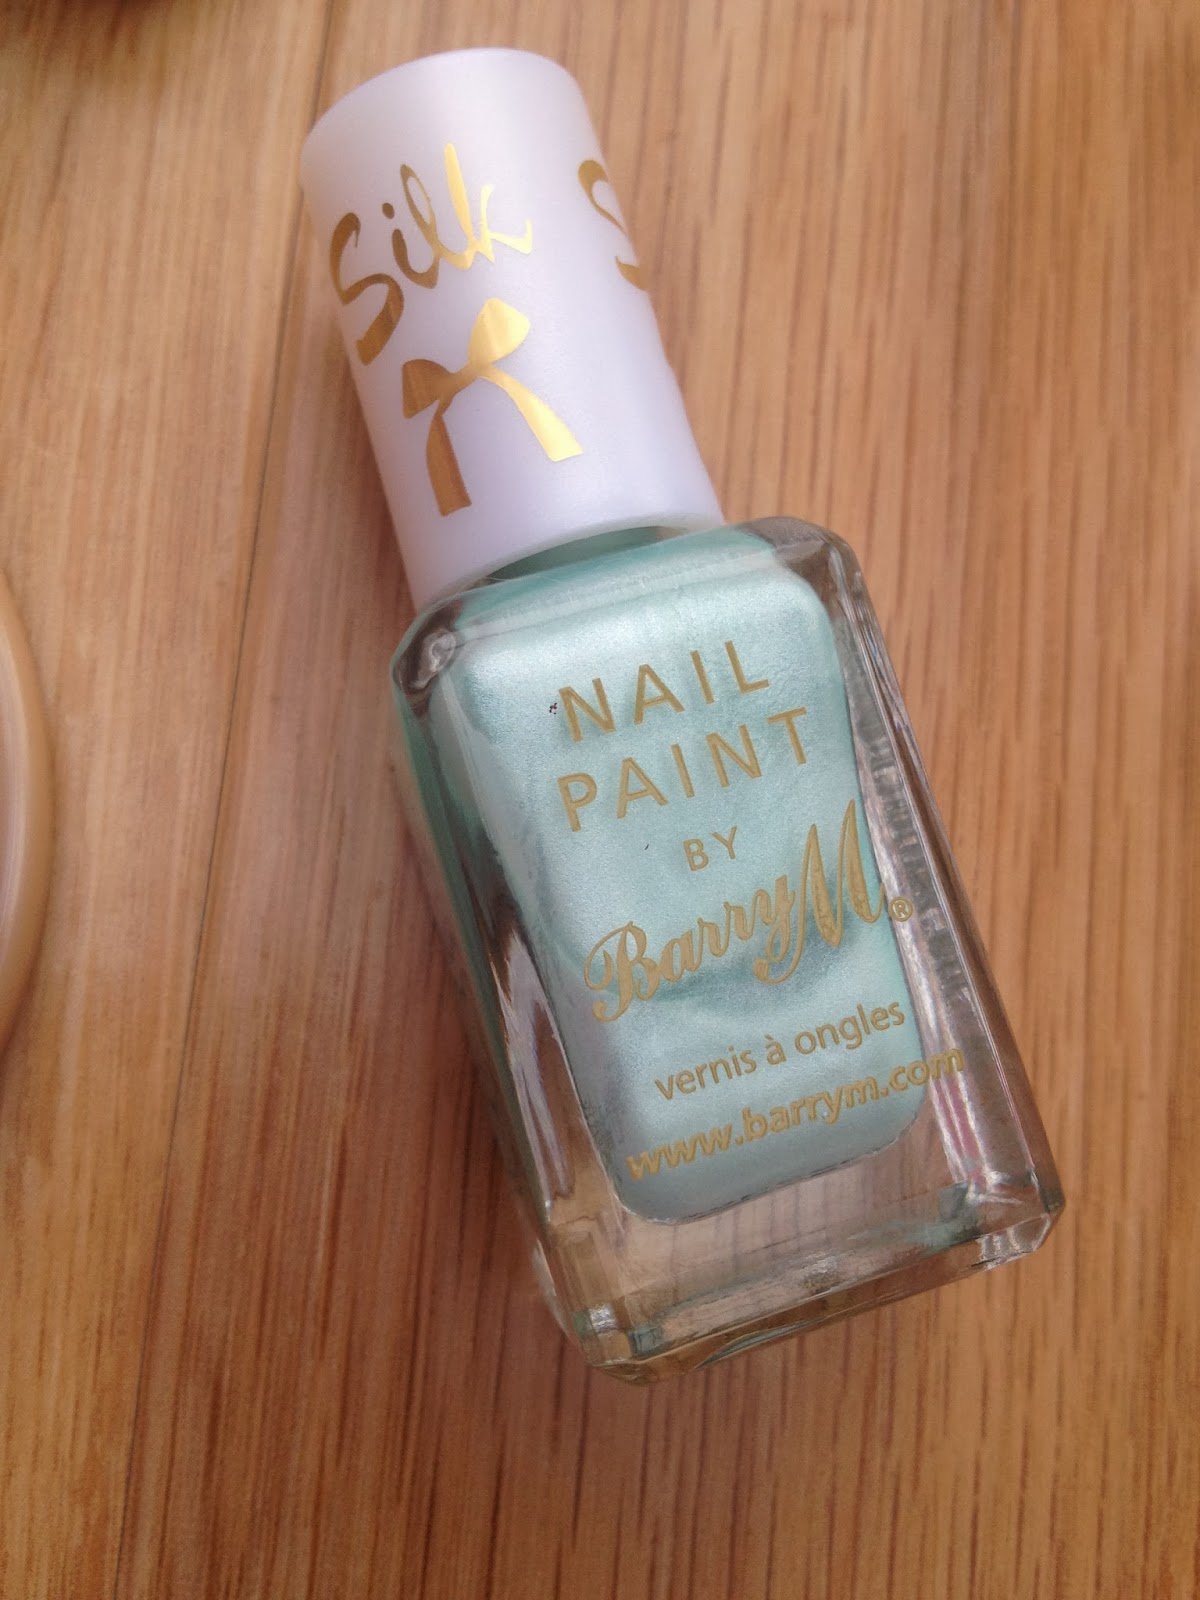 Silk
NAIL
PAINT
BY
BarryM®
vernis à ongles
www.barrym.com